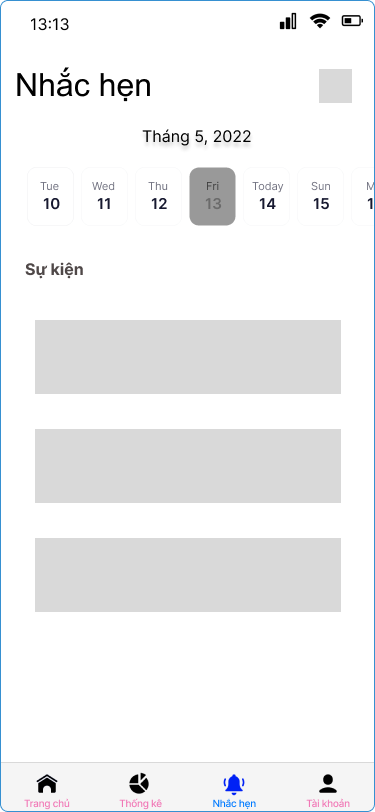 13:13
Nhắc hẹn
Tháng 5, 2022
Tue Wed Thu Fri Today Sun M
10 11 12 13 14 15 1
Sự kiện
Trang chủ Thống kê Nhắc hẹn Tài khoản